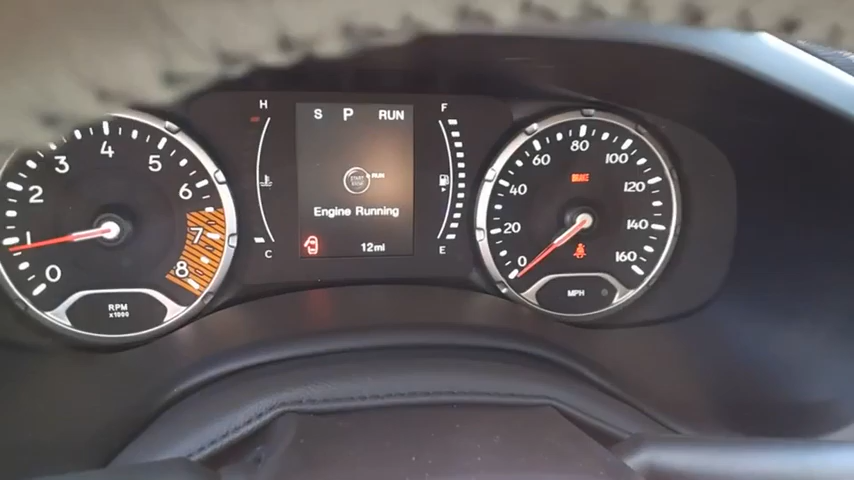 H
S P RUN
F
START
RUN
Engine Running
12mi
C
E
0 1 2 3 4 5 6 7 8
RPM
x1000
0 20 40 60 80 100 120 140 160
BRAKE
MPH